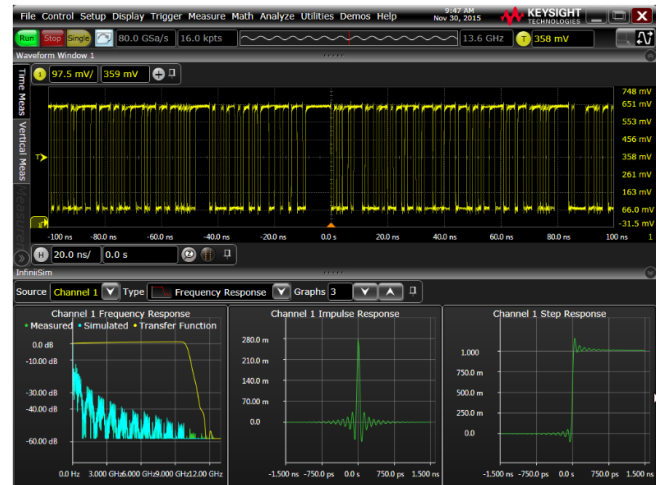 File Control Setup Display Trigger Measure Math Analyze Utilities Demos Help
9:47 AM
Nov 30, 2015
KEYSIGHT
TECHNOLOGIES
Run Stop Single 80.0 GSa/s 16.0 kpts 13.6 GHz T 358 mV
Waveform Window 1
Time Meas
Vertical Meas
1 97.5 mV/ 359 mV
748 mV
651 mV
553 mV
456 mV
358 mV
261 mV
163 mV
66.0 mV
-31.5 mV
T
-100 ns -80.0 ns -60.0 ns -40.0 ns -20.0 ns 0.0 s 20.0 ns 40.0 ns 60.0 ns 80.0 ns 100 ns 1
H 20.0 ns/ 0.0 s
InfiniiSim
Source Channel 1 Type Frequency Response Graphs 3
Channel 1 Frequency Response
Measured Simulated Transfer Function
0.0 dB
-10.00 dB
-30.00 dB
-40.00 dB
-60.00 dB
0.0 Hz 3.000 GHz 6.000 GHz 9.000 GHz 12.00 GHz
Channel 1 Impulse Response
280.0 m
210.0 m
140.0 m
70.00 m
0.0
-1.500 ns -750.0 ps 0.0 s 750.0 ps 1.500 ns
Channel 1 Step Response
1.000
750.0 m
500.0 m
250.0 m
0.0
-1.500 ns -750.0 ps 0.0 s 750.0 ps 1.500 ns